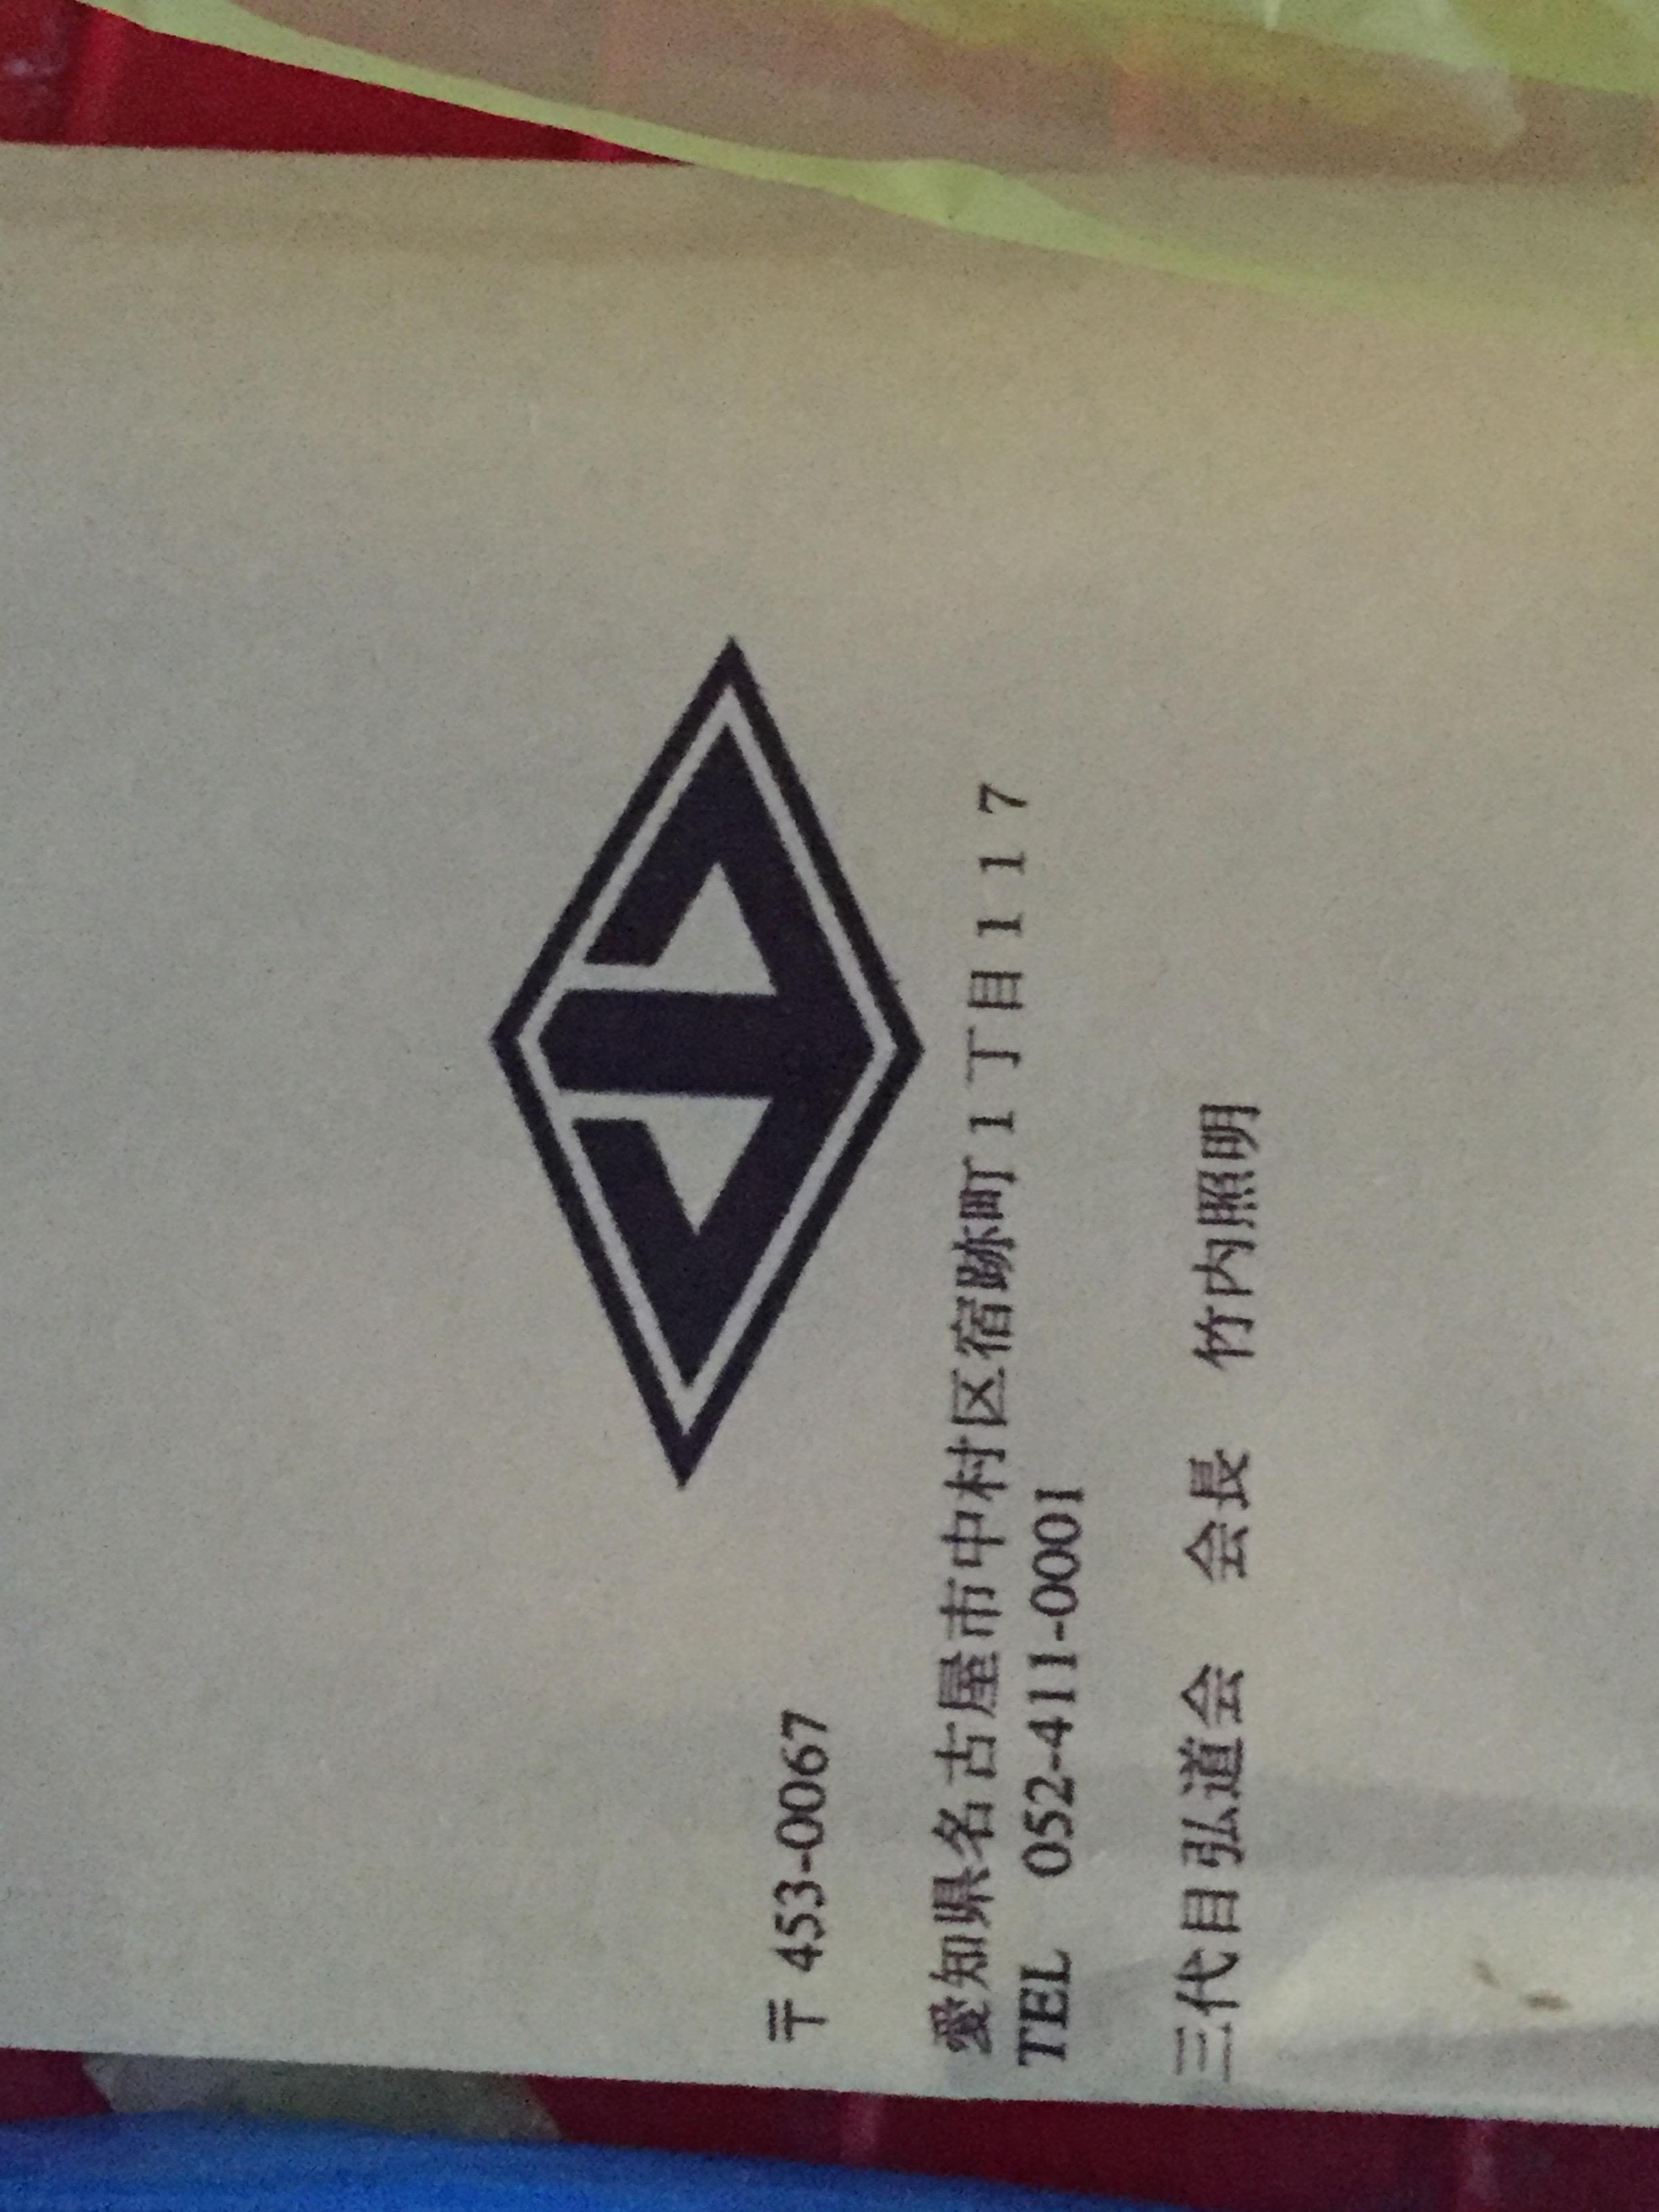 〒 453-0067
愛知県名古屋市中村区宿跡町1丁目117
TEL 052-411-0001
三代目弘道会 会長 竹内照明